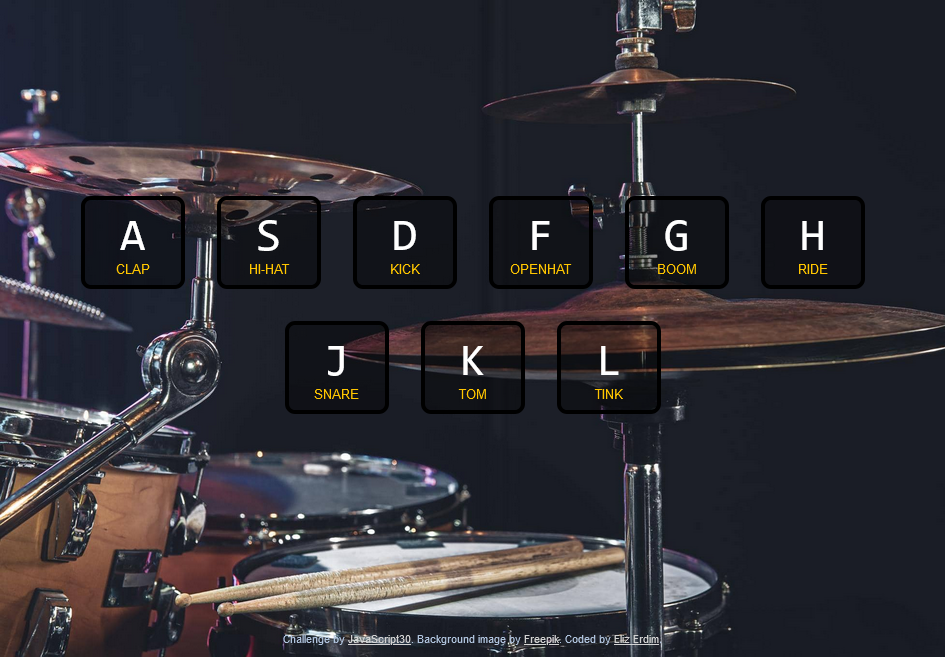 A S D F G H
CLAP HI-HAT KICK OPENHAT BOOM RIDE
J K L
SNARE TOM TINK
Challenge by JavaScript30. Background image by Freepik. Coded by Eliz Erdim.